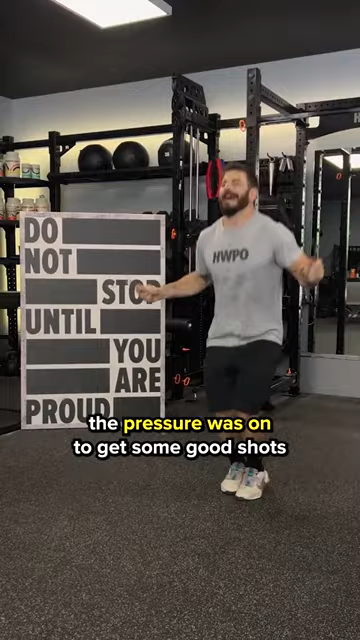 DO
NOT
STOP
UNTIL
YOU
ARE
PROUD
HWPO
the pressure was on
to get some good shots